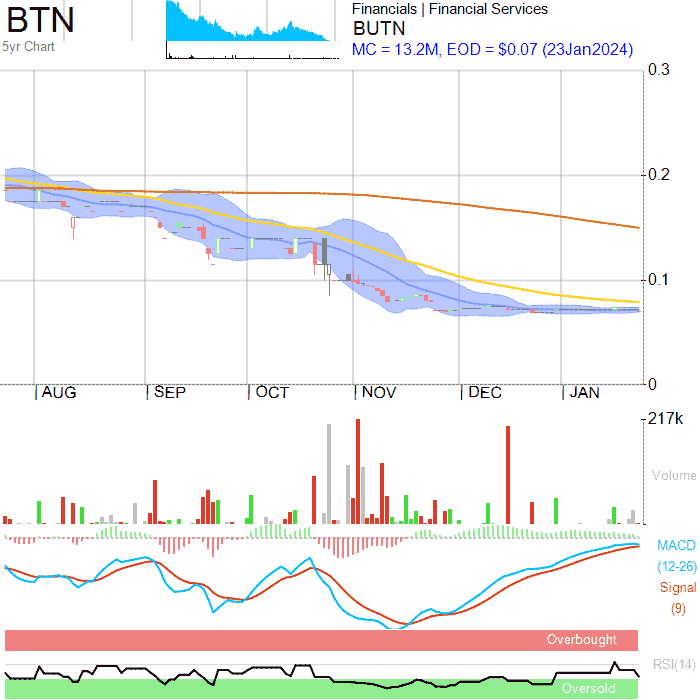 BTN
5yr Chart
Financials | Financial Services
BUTN
MC = 13.2M, EOD = $0.07 (23Jan2024)
0.3
0.2
0.1
0
AUG SEP OCT NOV DEC JAN
217k
Volume
MACD
(12-26)
Signal
(9)
Overbought
RSI(14)
Oversold